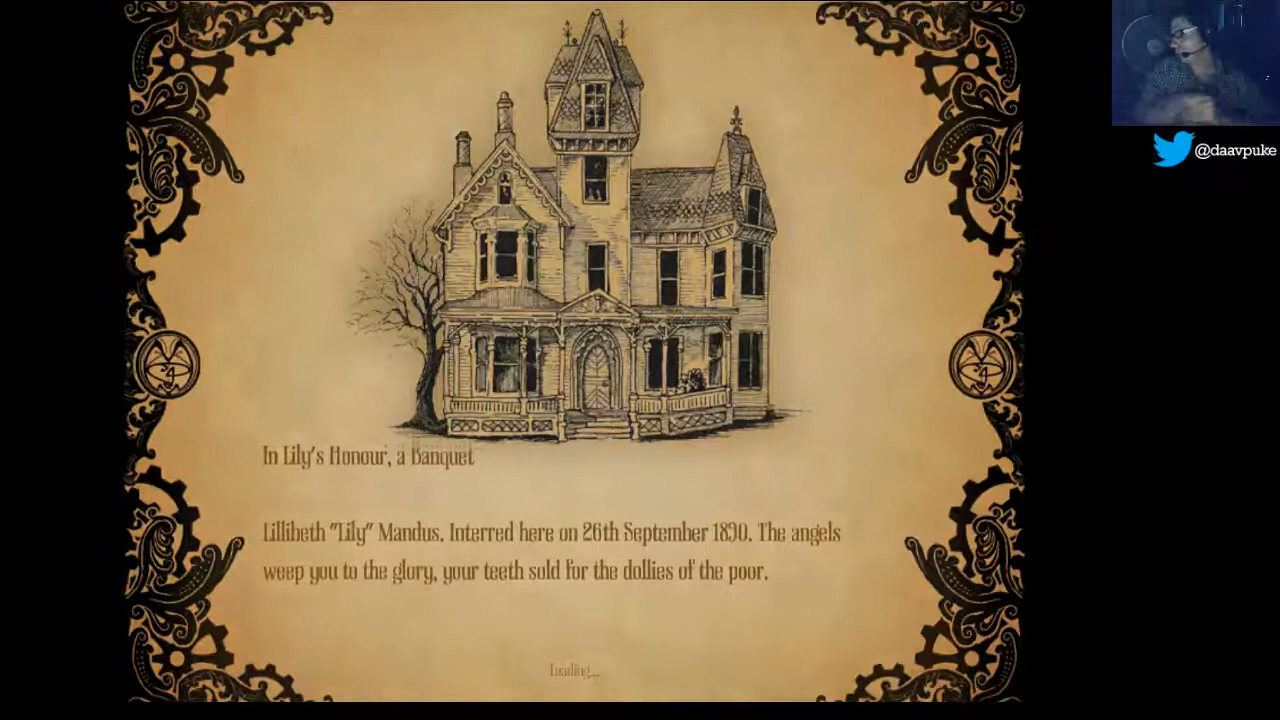 @daavpuke
In Lily's Honour, a Banquet
Lillibeth "Lily" Mandus. Interred here on 26th September 1890. The angels
weep you to the glory, your teeth sold for the dollies of the poor.
Loading...